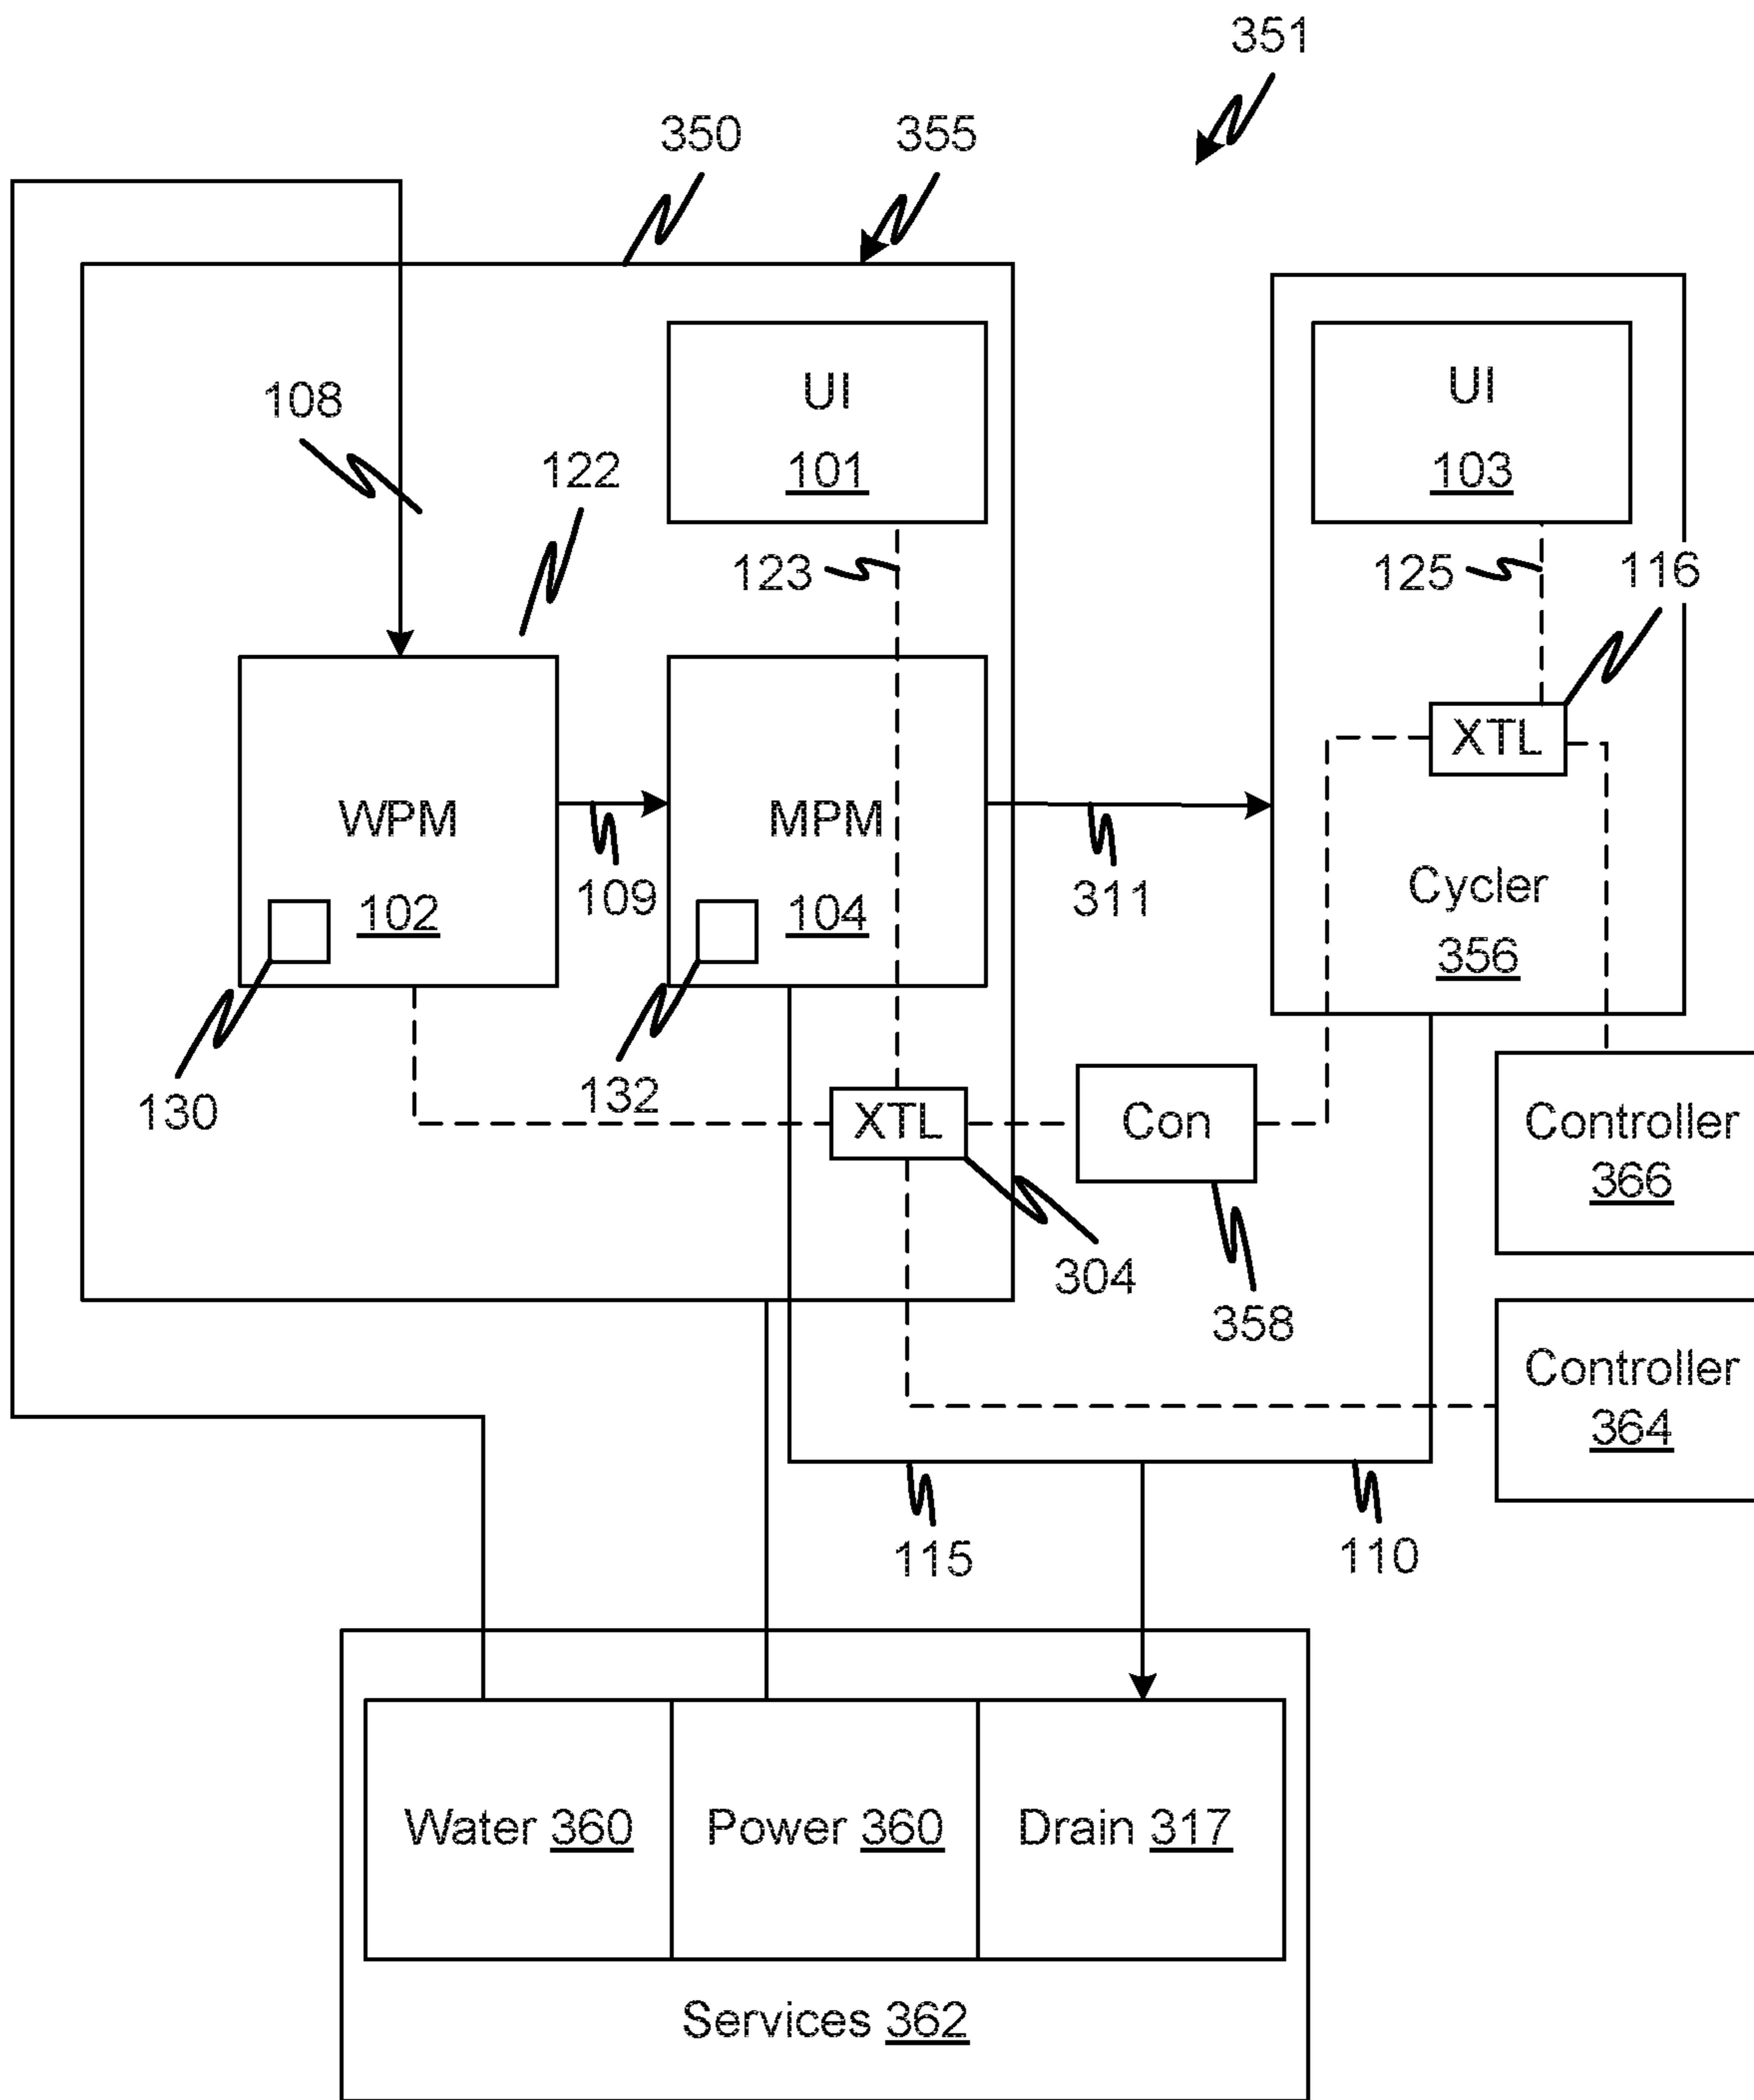 351
350
355
UI
101
UI
103
108
122
123
125
116
WPM
102
MPM
104
109
311
XTL
Cycler
356
130
132
XTL
Con
Controller
366
304
358
Controller
364
115
110
Water 360
Power 360
Drain 317
Services 362